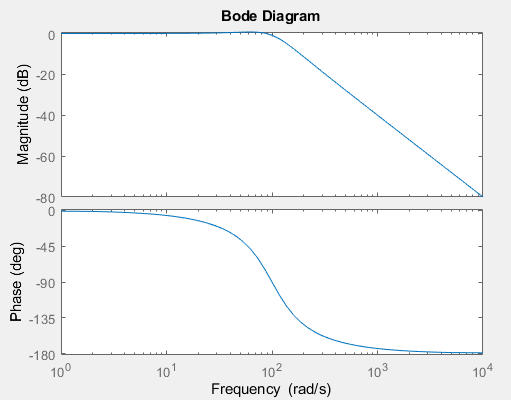 Bode Diagram
Magnitude (dB)
0
-20
-40
-60
-80
Phase (deg)
0
-45
-90
-135
-180
10^0 10^1 10^2 10^3 10^4
Frequency (rad/s)